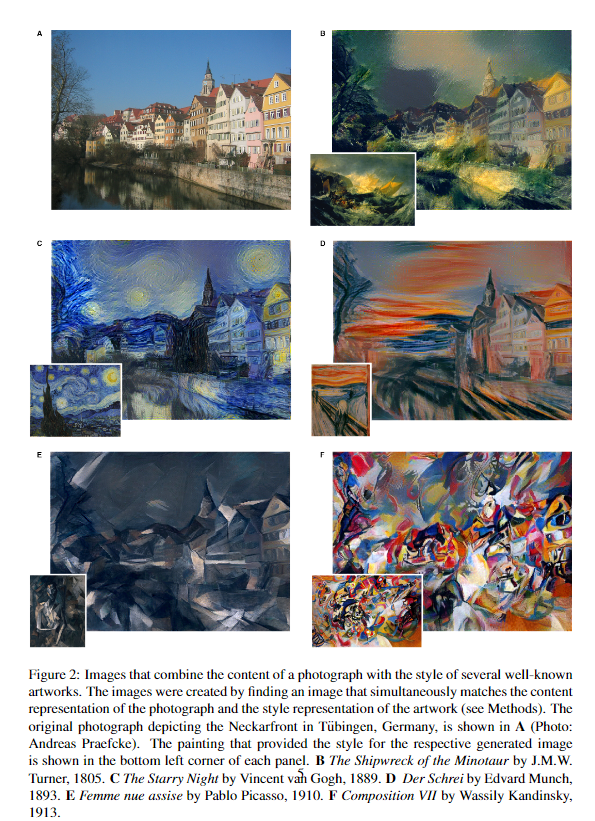 A
B
C
D
E
F
Figure 2: Images that combine the content of a photograph with the style of several well-known
artworks. The images were created by finding an image that simultaneously matches the content
representation of the photograph and the style representation of the artwork (see Methods). The
original photograph depicting the Neckarfront in Tübingen, Germany, is shown in A (Photo:
Andreas Praefcke). The painting that provided the style for the respective generated image
is shown in the bottom left corner of each panel. B The Shipwreck of the Minotaur by J.M.W.
5
Turner, 1805. C The Starry Night by Vincent van Gogh, 1889. D Der Schrei by Edvard Munch,
1893. E Femme nue assise by Pablo Picasso, 1910. F Composition VII by Wassily Kandinsky,
1913.